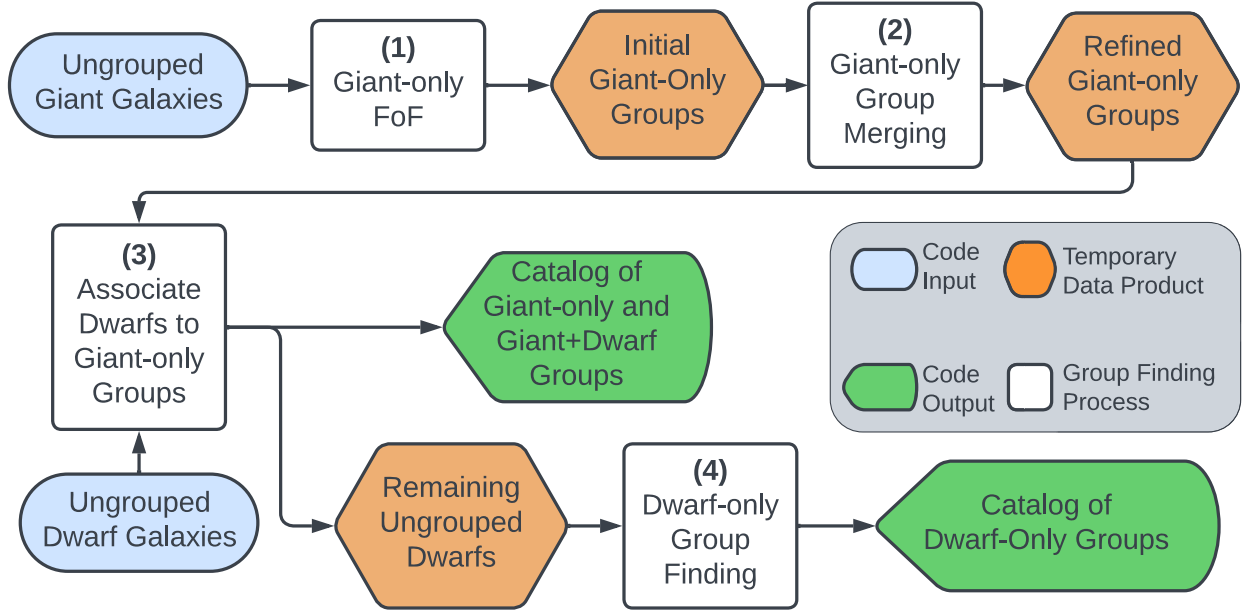 Ungrouped
Giant Galaxies
(1)
Giant-only
FoF
Initial
Giant-Only
Groups
(2)
Giant-only
Group
Merging
Refined
Giant-only
Groups
(3)
Associate
Dwarfs to
Giant-only
Groups
Catalog of
Giant-only and
Giant+Dwarf
Groups
Code
Input
Temporary
Data Product
Code
Output
Group Finding
Process
Ungrouped
Dwarf Galaxies
Remaining
Ungrouped
Dwarfs
(4)
Dwarf-only
Group
Finding
Catalog of
Dwarf-Only Groups